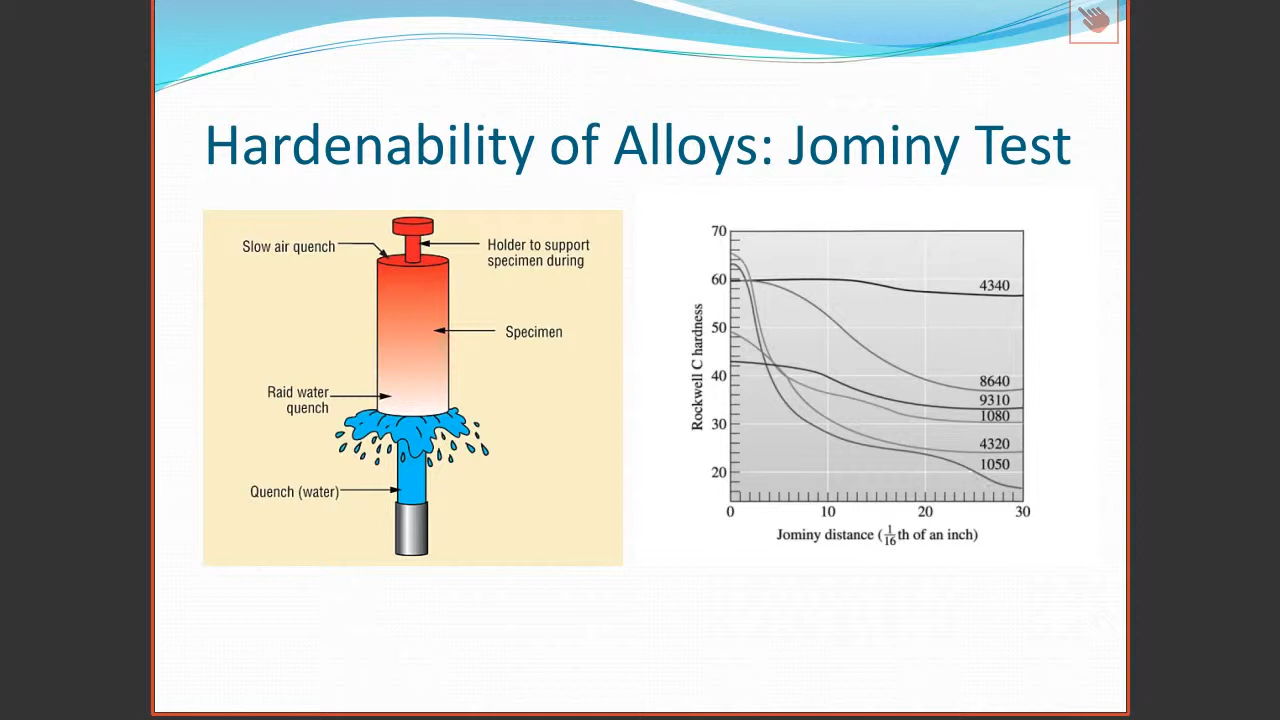 Hardenability of Alloys: Jominy Test
Slow air quench
Holder to support
specimen during
Specimen
Raid water
quench
Quench (water)
70
60
50
40
30
20
Rockwell C hardness
4340
8640
9310
1080
4320
1050
0
10
20
30
Jominy distance (1/16th of an inch)